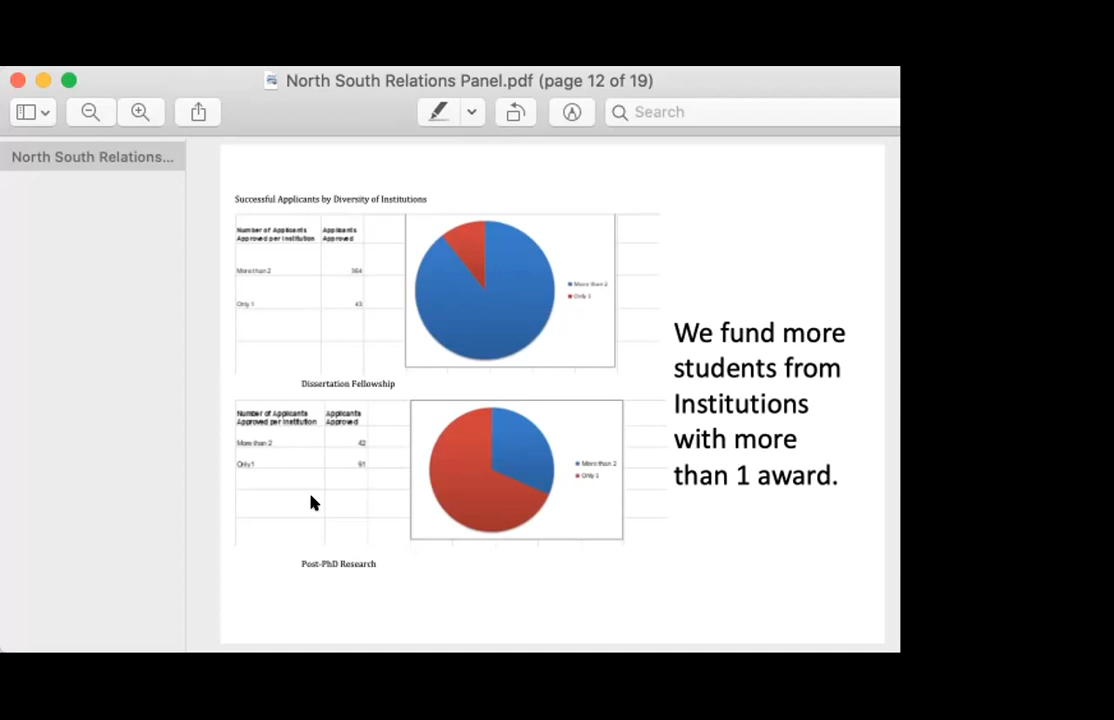 North South Relations Panel.pdf (page 12 of 19)
Search
North South Relations...
Successful Applicants by Diversity of Institutions
Number of Applicants Approved per Institution
Applicants Approved
More than 2 364
Only 1 43
More than 2
Only 1
Dissertation Fellowship
Number of Applicants Approved per Institution
Applicants Approved
More than 2 42
Only 1 91
More than 2
Only 1
Post-PhD Research
We fund more
students from
Institutions
with more
than 1 award.